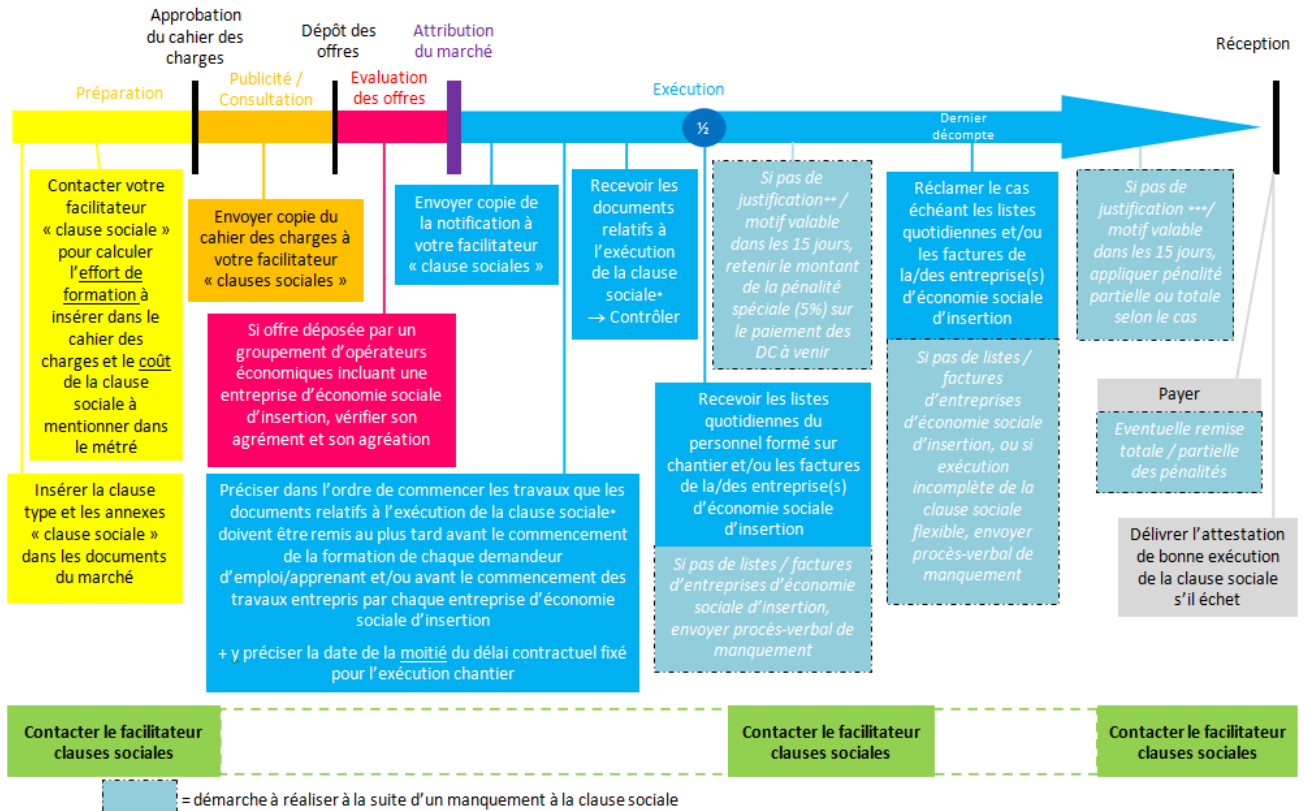 Approbation
du cahier des
charges
Dépôt des
offres
Attribution
du marché
Réception
Préparation
Publicité /
Consultation
Evaluation
des offres
Exécution
½
Dernier
décompte
Contacter votre
facilitateur
« clause sociale »
pour calculer
l'effort de
formation à
insérer dans le
cahier des
charges et le coût
de la clause
sociale à
mentionner dans
le métré
Insérer la clause
type et les annexes
« clause sociale »
dans les documents
du marché
Envoyer copie du
cahier des charges à
votre facilitateur
« clauses sociales »
Si offre déposée par un
groupement d'opérateurs
économiques incluant une
entreprise d'économie sociale
d'insertion, vérifier son
agrément et son agréation
Envoyer copie de
la notification à
votre facilitateur
« clause sociales »
Préciser dans l'ordre de commencer les travaux que les
documents relatifs à l'exécution de la clause sociale*
doivent être remis au plus tard avant le commencement
de la formation de chaque demandeur
d'emploi/apprenant et/ou avant le commencement des
travaux entrepris par chaque entreprise d'économie
sociale d'insertion
+ y préciser la date de la moitié du délai contractuel fixé
pour l'exécution chantier
Recevoir les
documents
relatifs à
l'exécution
de la clause
sociale*
→ Contrôler
Recevoir les listes
quotidiennes du
personnel formé sur
chantier et/ou les factures
de la/des entreprise(s)
d'économie sociale
d'insertion
Si pas de listes / factures
d'entreprises d'économie
sociale d'insertion,
envoyer procès-verbal de
manquement
Si pas de
justification** /
motif valable
dans les 15 jours,
retenir le montant
de la pénalité
spéciale (5%) sur
le paiement des
DC à venir
Réclamer le cas
échéant les listes
quotidiennes et/ou
les factures de
la/des entreprise(s)
d'économie sociale
d'insertion
Si pas de listes /
factures
d'entreprises
d'économie sociale
d'insertion, ou si
exécution
incomplète de la
clause sociale
flexible, envoyer
procès-verbal de
manquement
Si pas de
justification ***/
motif valable
dans les 15 jours,
appliquer pénalité
partielle ou totale
selon le cas
Payer
Eventuelle remise
totale / partielle
des pénalités
Délivrer l'attestation
de bonne exécution
de la clause sociale
s'il échet
Contacter le facilitateur
clauses sociales
Contacter le facilitateur
clauses sociales
Contacter le facilitateur
clauses sociales
= démarche à réaliser à la suite d'un manquement à la clause sociale